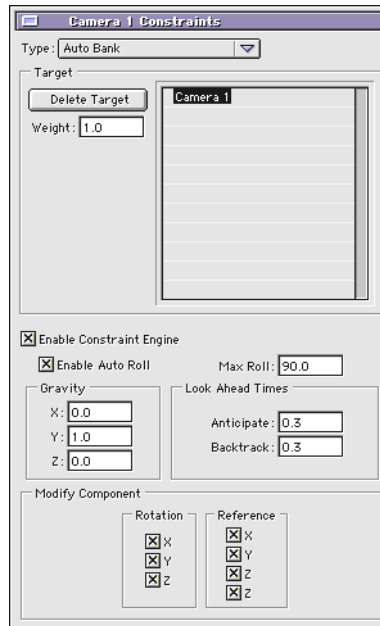 Camera 1 Constraints
Type: Auto Bank
Target
Delete Target
Camera 1
Weight: 1.0
Enable Constraint Engine
Enable Auto Roll
Max Roll: 90.0
Gravity
Look Ahead Times
X: 0.0
Anticipate: 0.3
Y: 1.0
Backtrack: 0.3
Z: 0.0
Modify Component
Rotation
Reference
X
X
Y
Y
Z
Z
Z